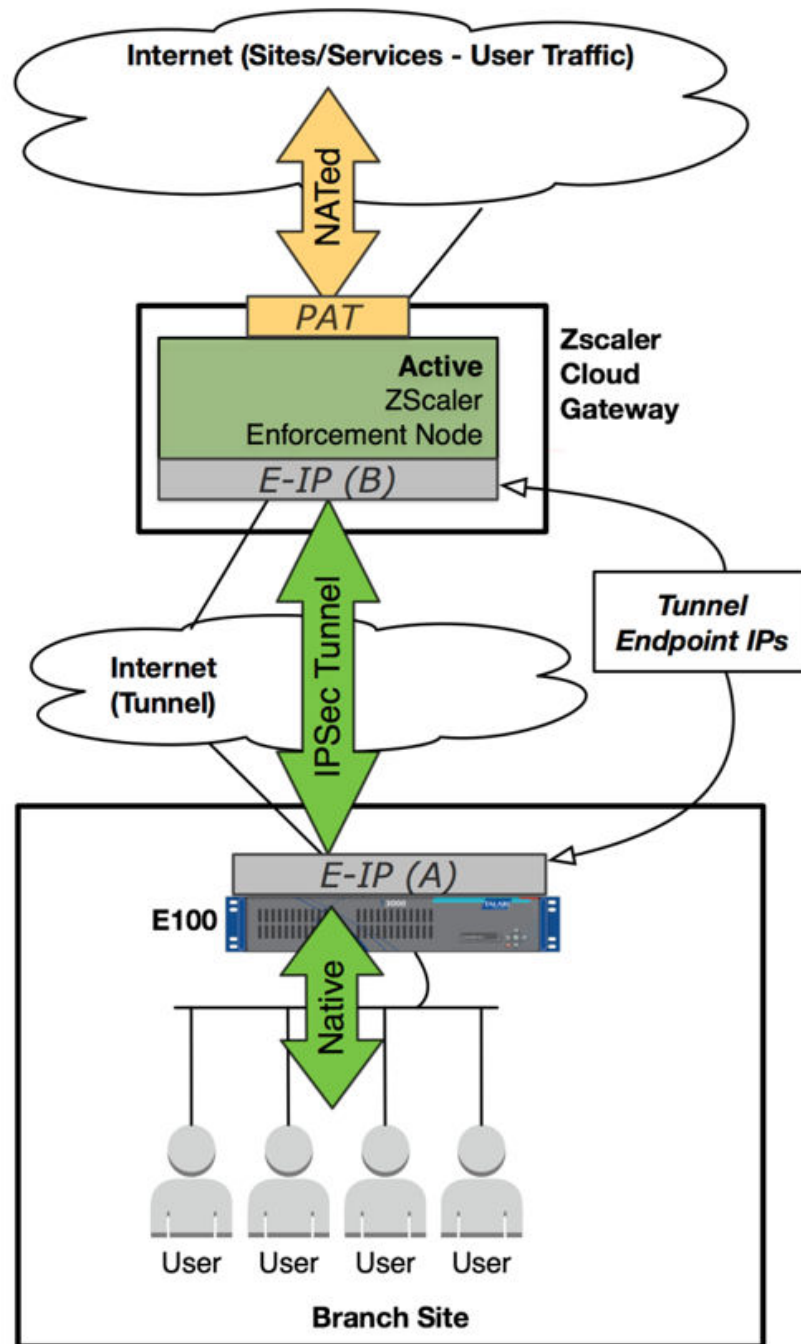 Internet (Sites/Services - User Traffic)
NATed
PAT
Active
ZScaler
Enforcement Node
E-IP (B)
Zscaler
Cloud
Gateway
Tunnel
Endpoint IPs
Internet
(Tunnel)
IPSec Tunnel
E-IP (A)
E100
TALARI
Native
User
User
User
User
Branch Site